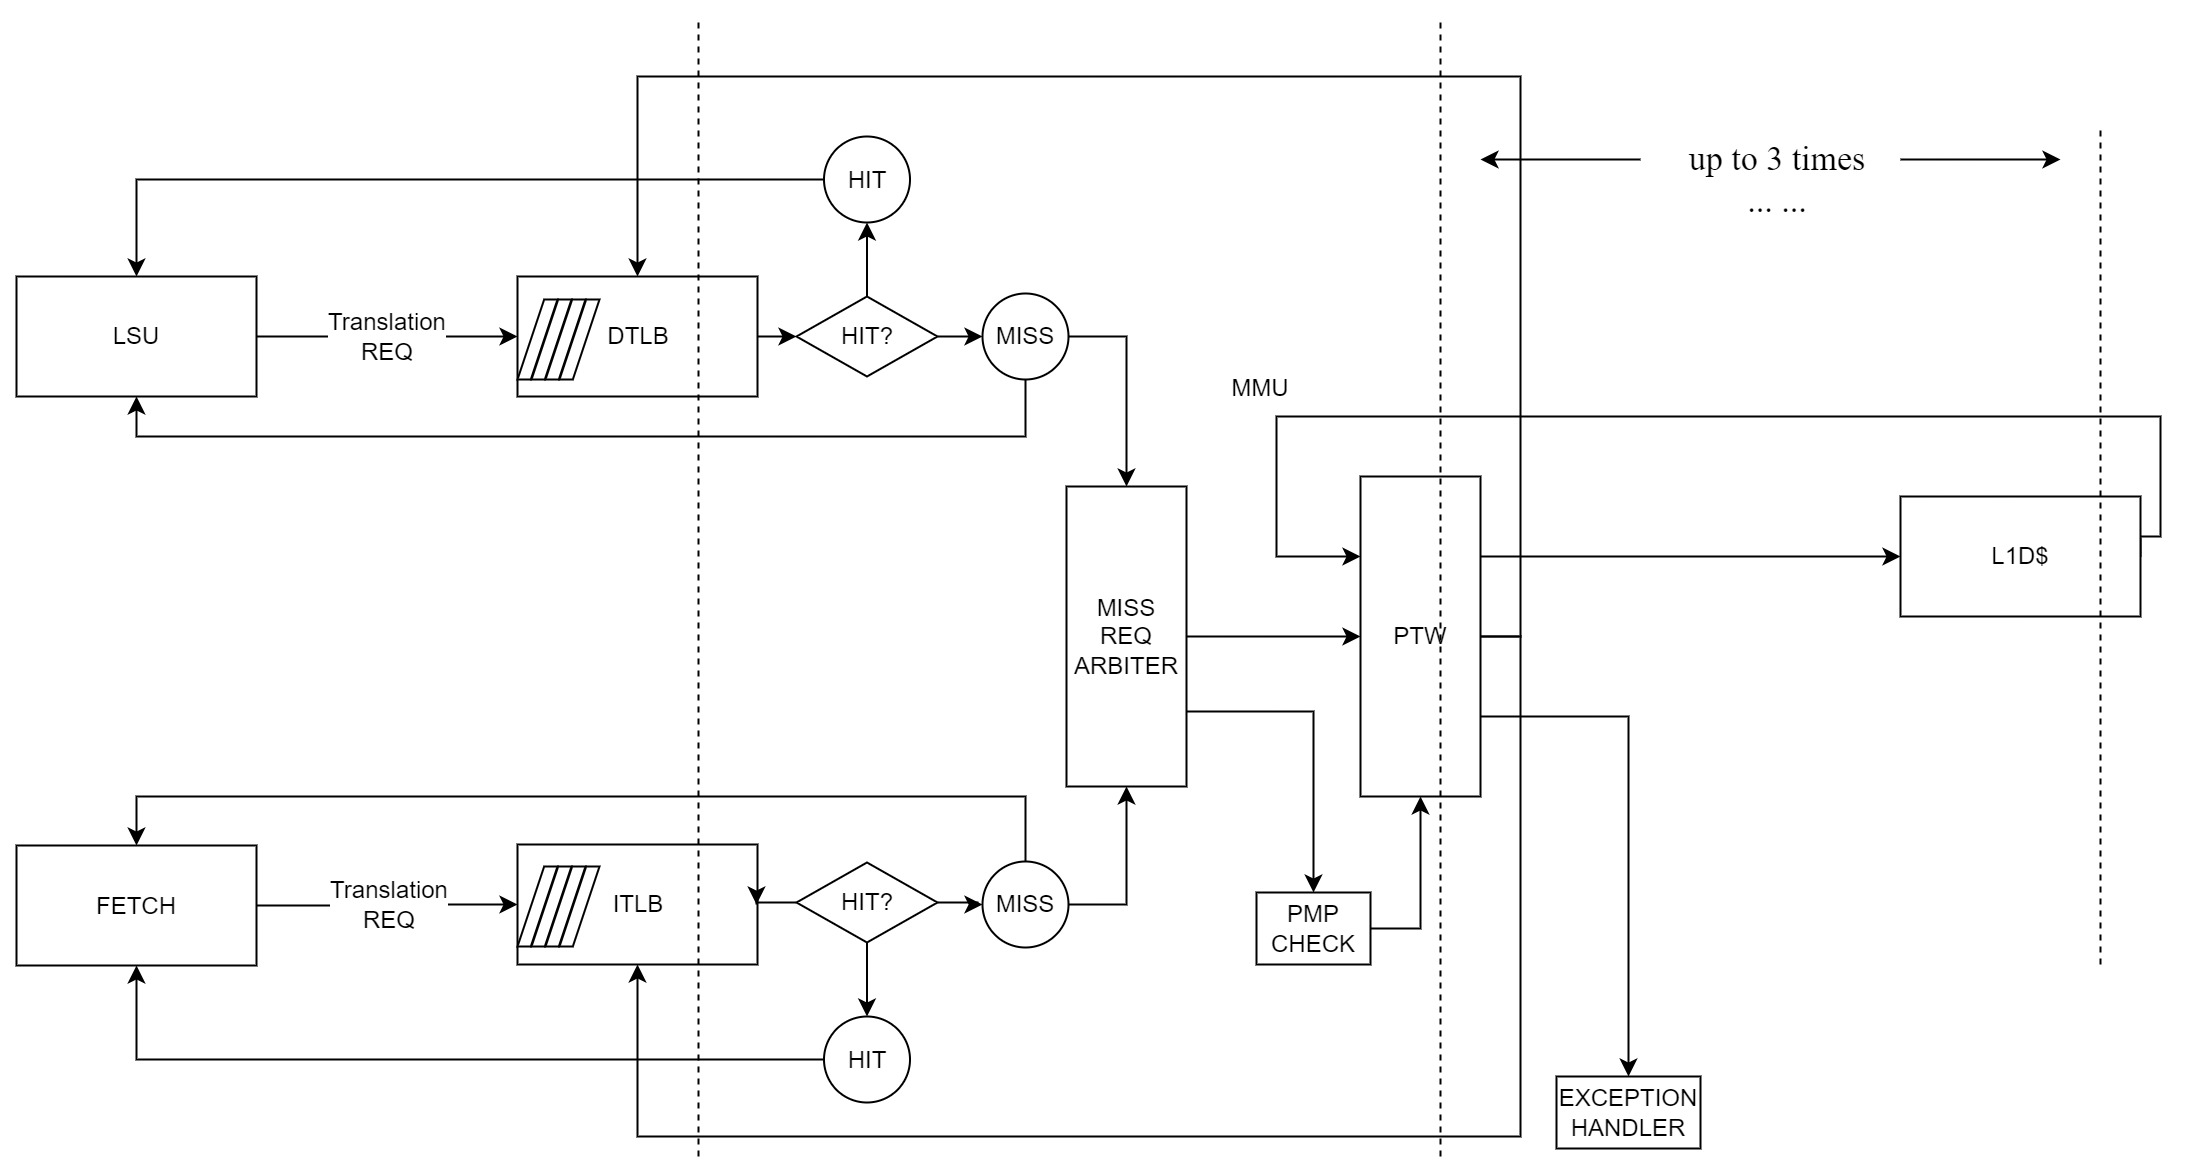 up to 3 times
... ...
HIT
LSU
Translation
REQ
DTLB
HIT?
MISS
MMU
MISS
REQ
ARBITER
PTW
L1D$
FETCH
Translation
REQ
ITLB
HIT?
MISS
PMP
CHECK
HIT
EXCEPTION
HANDLER